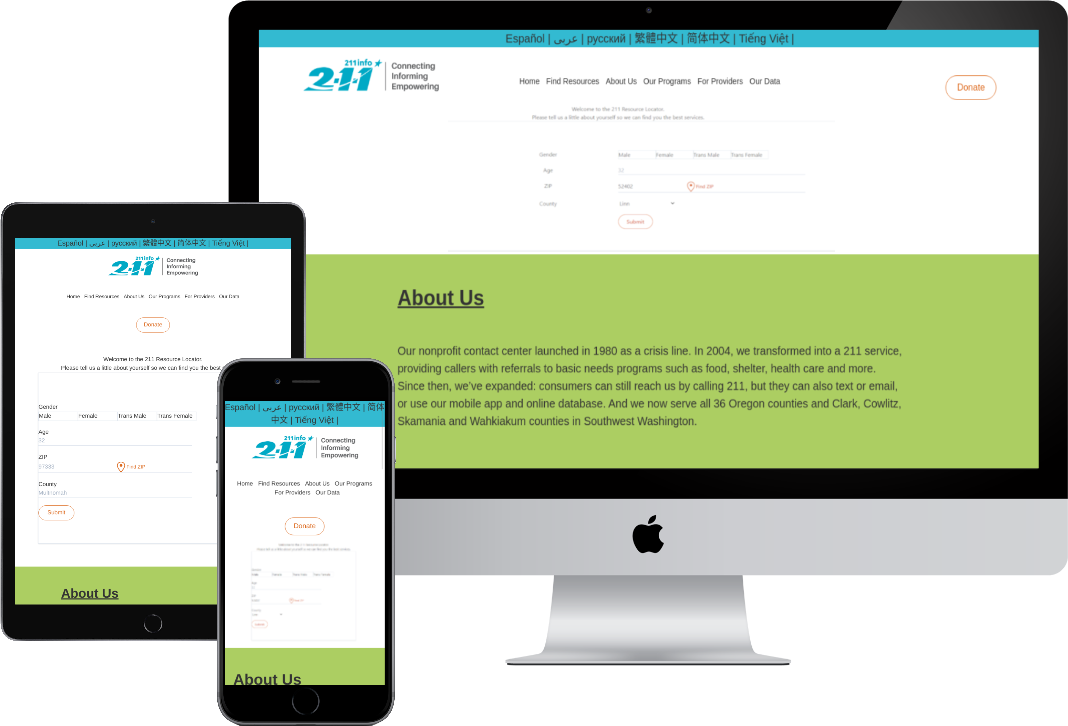 Español | عربى | русский | 繁體中文 | 简体中文 | Tiếng Việt |
211info
2·1·1
Connecting
Informing
Empowering
Home Find Resources About Us Our Programs For Providers Our Data
Donate
Welcome to the 211 Resource Locator.
Please tell us a little about yourself so we can find you the best services.
Gender Male Female Trans Male Trans Female
Age 32
ZIP Find ZIP
County
Submit
About Us
Our nonprofit contact center launched in 1980 as a crisis line. In 2004, we transformed into a 211 service,
providing callers with referrals to basic needs programs such as food, shelter, health care and more.
Since then, we've expanded: consumers can still reach us by calling 211, but they can also text or email,
or use our mobile app and online database. And we now serve all 36 Oregon counties and Clark, Cowlitz,
Skamania and Wahkiakum counties in Southwest Washington.
Español | عربى | русский | 繁體中文 | 简体中文 | Tiếng Việt |
211info
2·1·1
Connecting
Informing
Empowering
Home Find Resources About Us Our Programs For Providers Our Data
Donate
Welcome to the 211 Resource Locator.
Please tell us a little about yourself so we can find you the best
Gender
Male Female Trans Male Trans Female
Age
32
ZIP
97333 Find ZIP
County
Multnomah
Submit
About Us
Español | عربى | русский | 繁體中文 | 简体
中文 | Tiếng Việt |
211info
2·1·1
Connecting
Informing
Empowering
Home Find Resources About Us Our Programs
For Providers Our Data
Donate
About Us